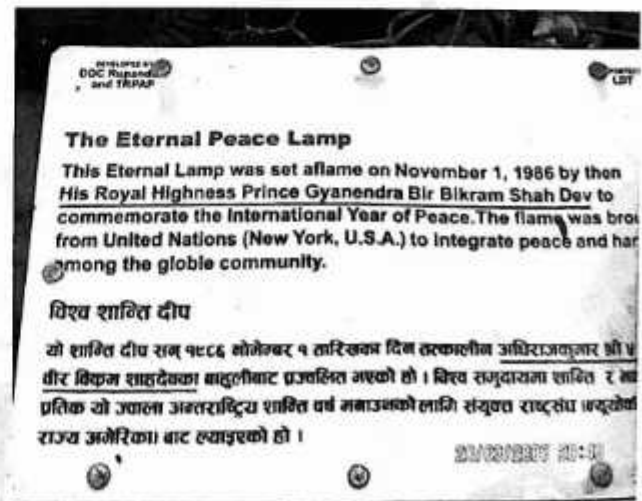 DEVELOPED BY
DDC Rupandehi
and TRPAP
LDT
The Eternal Peace Lamp
This Eternal Lamp was set aflame on November 1, 1986 by then
His Royal Highness Prince Gyanendra Bir Bikram Shah Dev to
commemorate the International Year of Peace.The flame was
from United Nations (New York, U.S.A.) to integrate peace and
among the globle community.
विश्व शान्ति दीप
यो शान्ति दीप सन् १९८६ नोभेम्बर १ तारिखका दिन तत्कालीन अधिराजकुमार श्री
वीर विक्रम शाहदेवका बाहुलीबाट प्रज्वलित भएको हो । विश्व समुदायमा शान्ति र
प्रतिक यो ज्वाला अन्तराष्ट्रिय शान्ति वर्ष मनाउनको लागि संयुक्त राष्ट्रसंघ
राज्य अमेरिका) बाट ल्याइएको हो ।